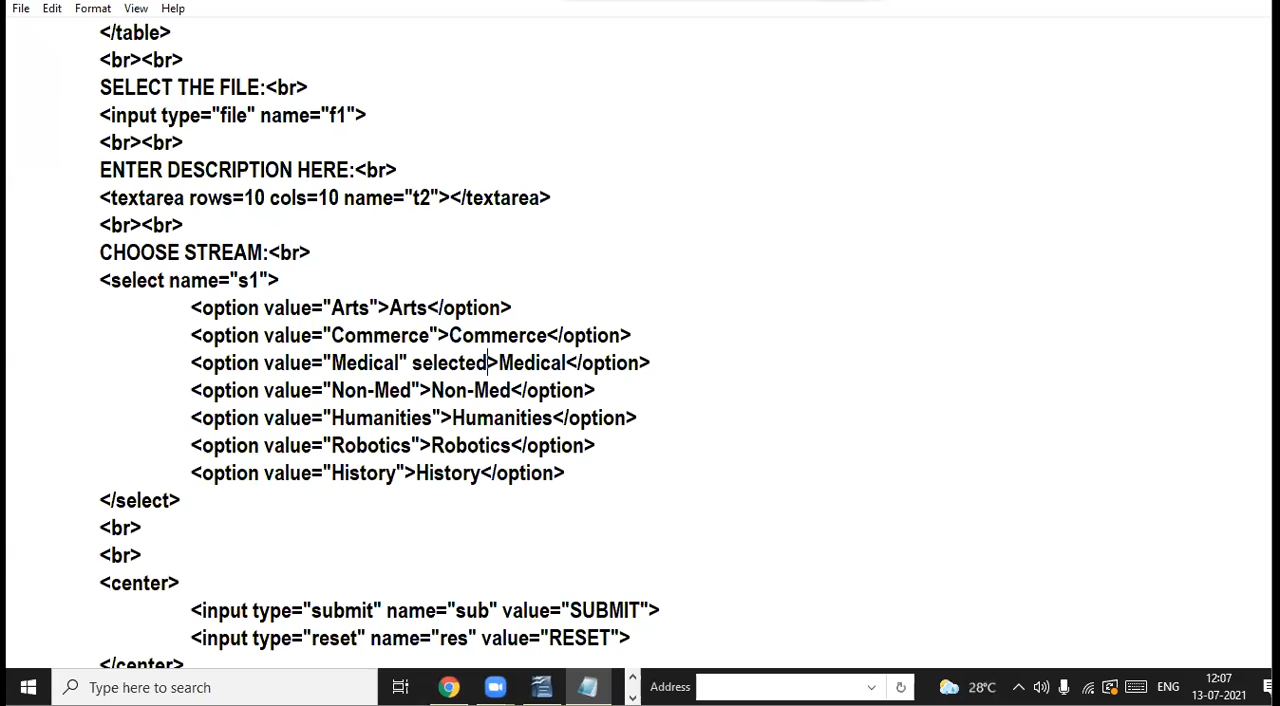 File Edit Format View Help
</table>
<br><br>
SELECT THE FILE:<br>
<input type="file" name="f1">
<br><br>
ENTER DESCRIPTION HERE:<br>
<textarea rows=10 cols=10 name="t2"></textarea>
<br><br>
CHOOSE STREAM:<br>
<select name="s1">
<option value="Arts">Arts</option>
<option value="Commerce">Commerce</option>
<option value="Medical" selected>Medical</option>
<option value="Non-Med">Non-Med</option>
<option value="Humanities">Humanities</option>
<option value="Robotics">Robotics</option>
<option value="History">History</option>
</select>
<br>
<br>
<center>
<input type="submit" name="sub" value="SUBMIT">
<input type="reset" name="res" value="RESET">
</center>
Type here to search Address 28°C ENG 12:07
13-07-2021